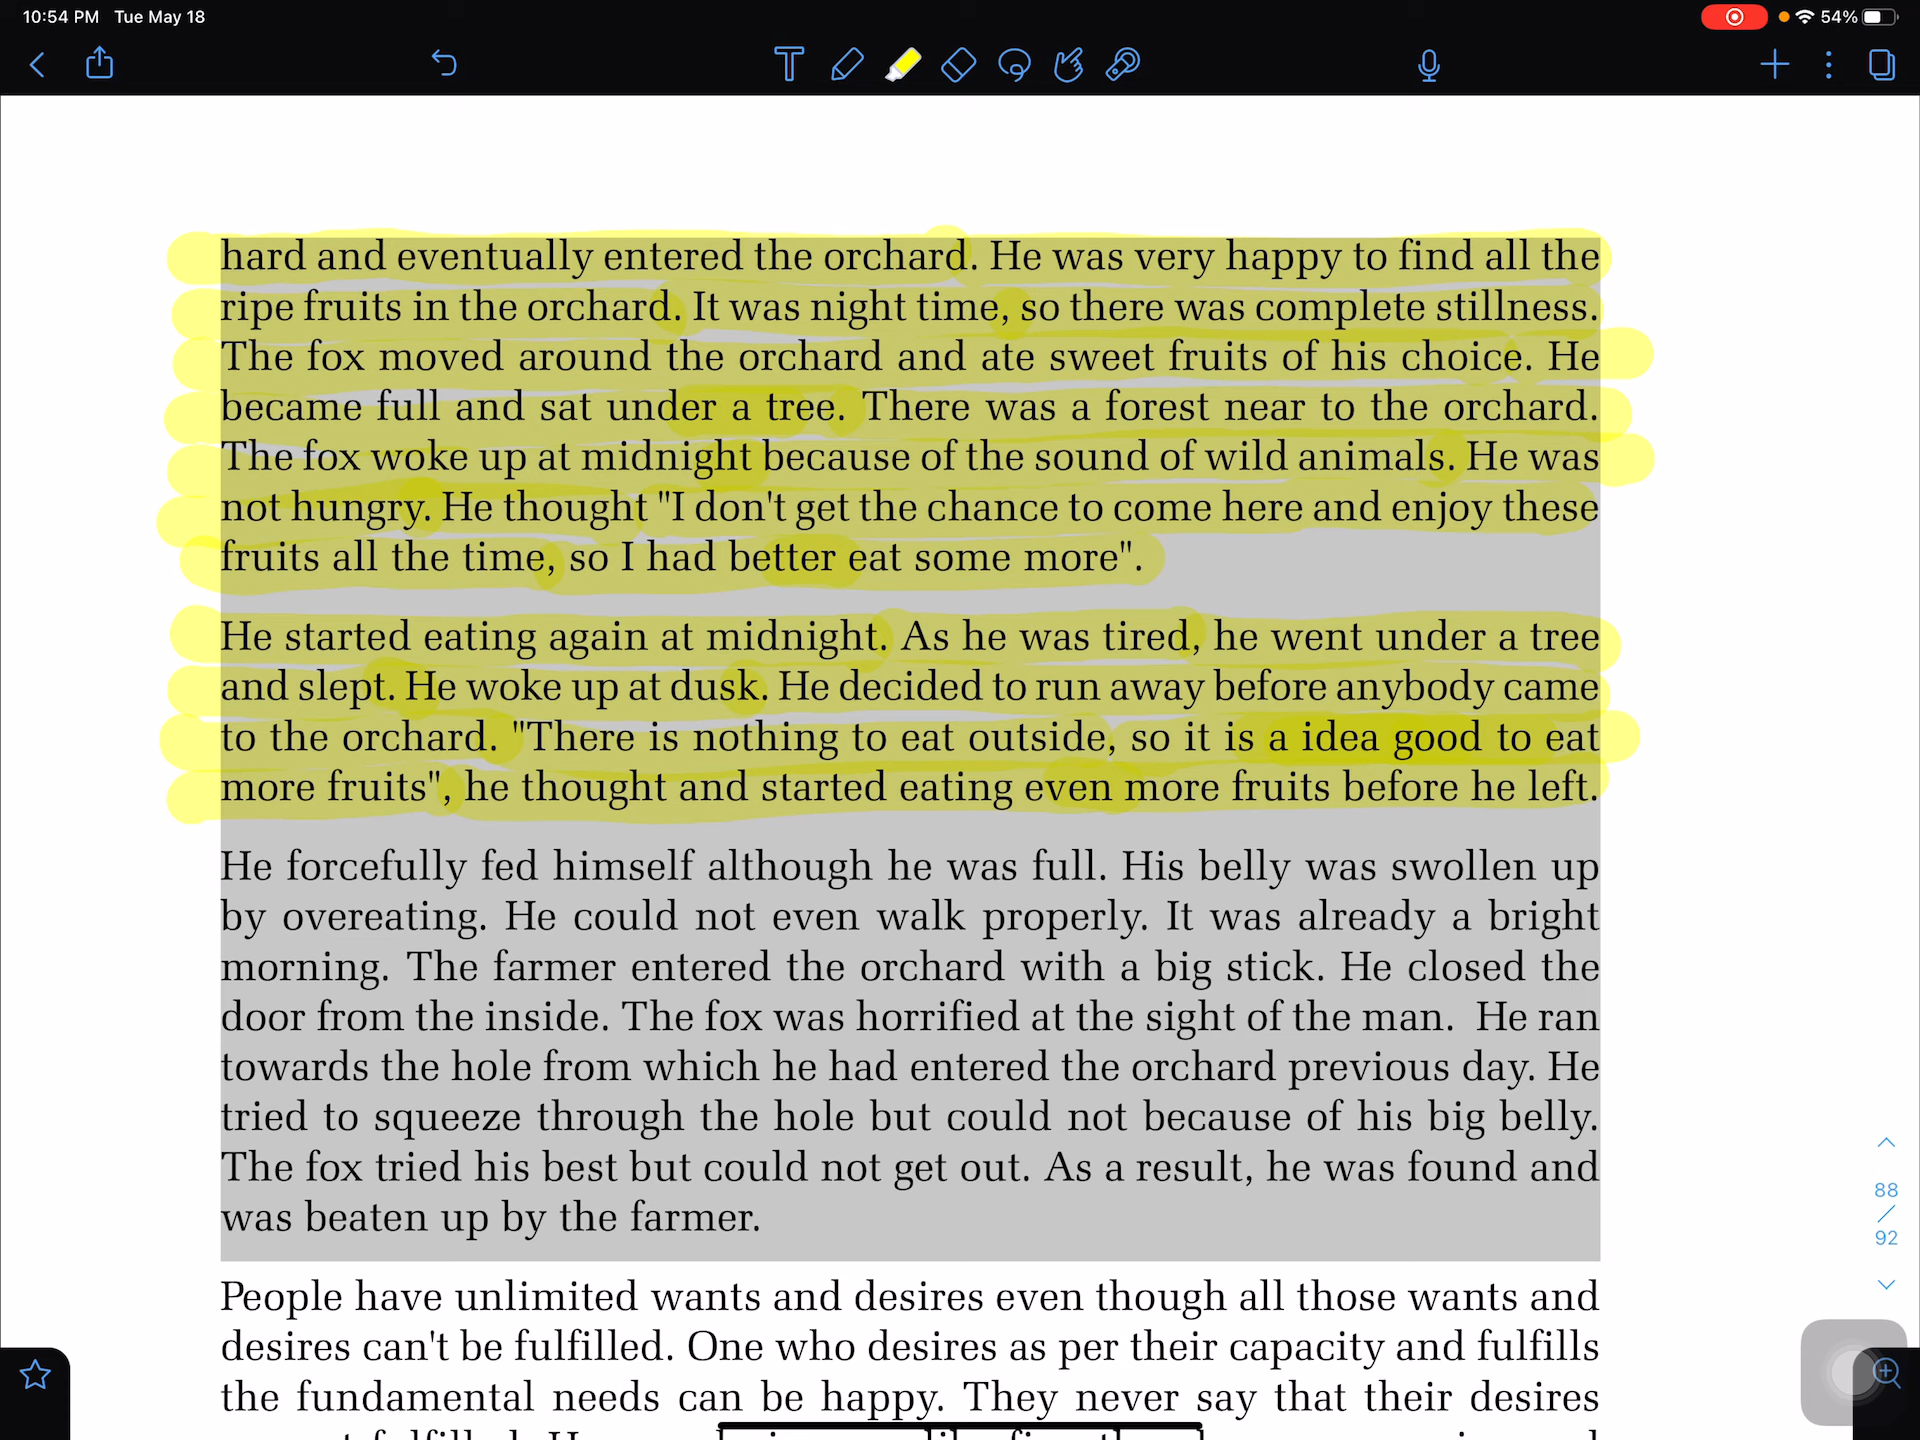 10:54 PM Tue May 18
54%
hard and eventually entered the orchard. He was very happy to find all the
ripe fruits in the orchard. It was night time, so there was complete stillness.
The fox moved around the orchard and ate sweet fruits of his choice. He
became full and sat under a tree. There was a forest near to the orchard.
The fox woke up at midnight because of the sound of wild animals. He was
not hungry. He thought "I don't get the chance to come here and enjoy these
fruits all the time, so I had better eat some more".
He started eating again at midnight. As he was tired, he went under a tree
and slept. He woke up at dusk. He decided to run away before anybody came
to the orchard. "There is nothing to eat outside, so it is a idea good to eat
more fruits", he thought and started eating even more fruits before he left.
He forcefully fed himself although he was full. His belly was swollen up
by overeating. He could not even walk properly. It was already a bright
morning. The farmer entered the orchard with a big stick. He closed the
door from the inside. The fox was horrified at the sight of the man. He ran
towards the hole from which he had entered the orchard previous day. He
tried to squeeze through the hole but could not because of his big belly.
The fox tried his best but could not get out. As a result, he was found and
was beaten up by the farmer.
88
/
92
People have unlimited wants and desires even though all those wants and
desires can't be fulfilled. One who desires as per their capacity and fulfills
the fundamental needs can be happy. They never say that their desires